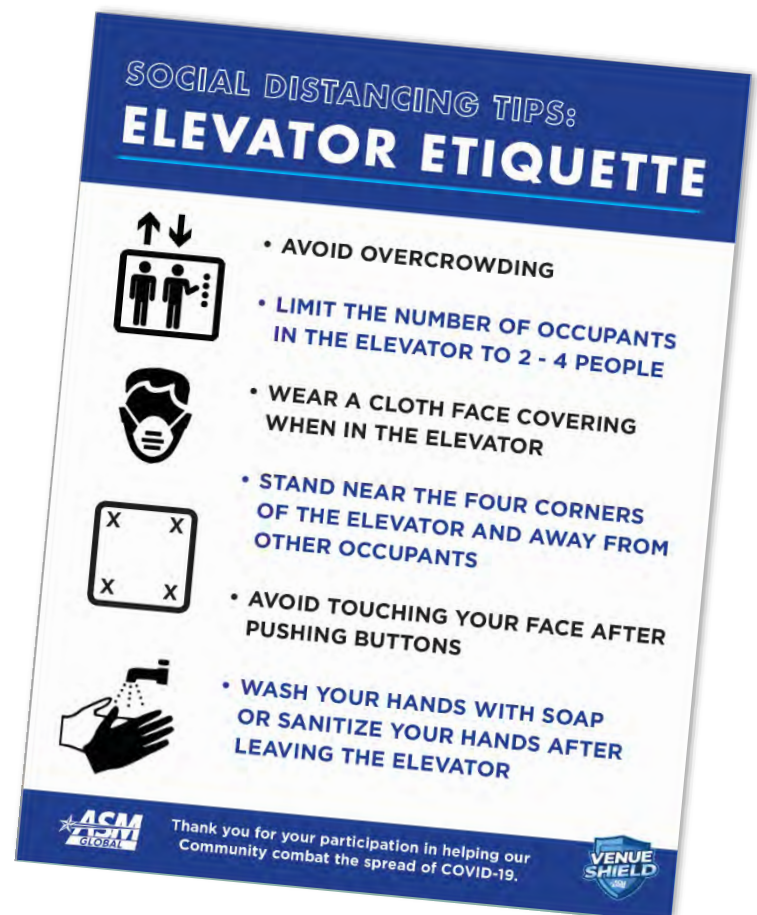 SOCIAL DISTANCING TIPS:
ELEVATOR ETIQUETTE
• AVOID OVERCROWDING
• LIMIT THE NUMBER OF OCCUPANTS
IN THE ELEVATOR TO 2 - 4 PEOPLE
• WEAR A CLOTH FACE COVERING
WHEN IN THE ELEVATOR
• STAND NEAR THE FOUR CORNERS
OF THE ELEVATOR AND AWAY FROM
OTHER OCCUPANTS
X X
X X
• AVOID TOUCHING YOUR FACE AFTER
PUSHING BUTTONS
• WASH YOUR HANDS WITH SOAP
OR SANITIZE YOUR HANDS AFTER
LEAVING THE ELEVATOR
ASM
GLOBAL
Thank you for your participation in helping our
Community combat the spread of COVID-19.
VENUE
SHIELD